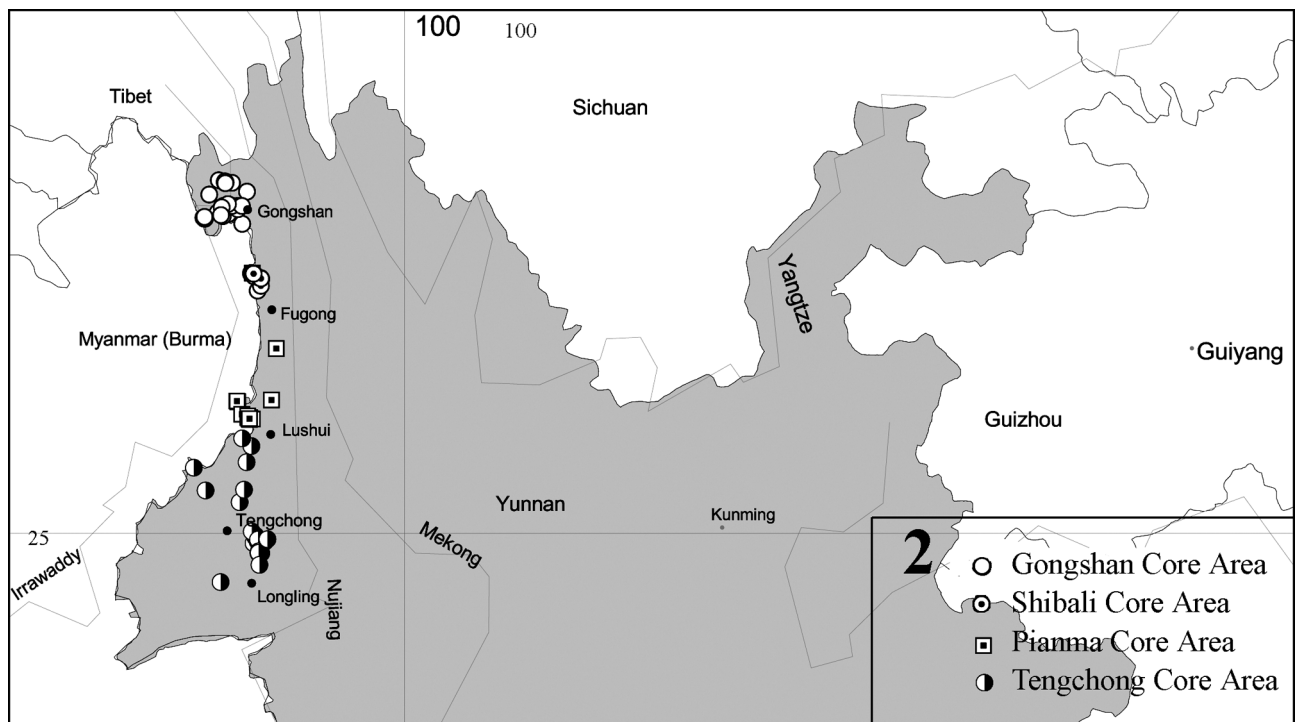 100
100
Tibet
Sichuan
Gongshan
Yangtze
Fugong
Myanmar (Burma)
Guiyang
Guizhou
Lushui
Yunnan
Kunming
Tengchong
25
Mekong
Irrawaddy
Longling
Nujiang
2
Gongshan Core Area
Shibali Core Area
Pianma Core Area
Tengchong Core Area